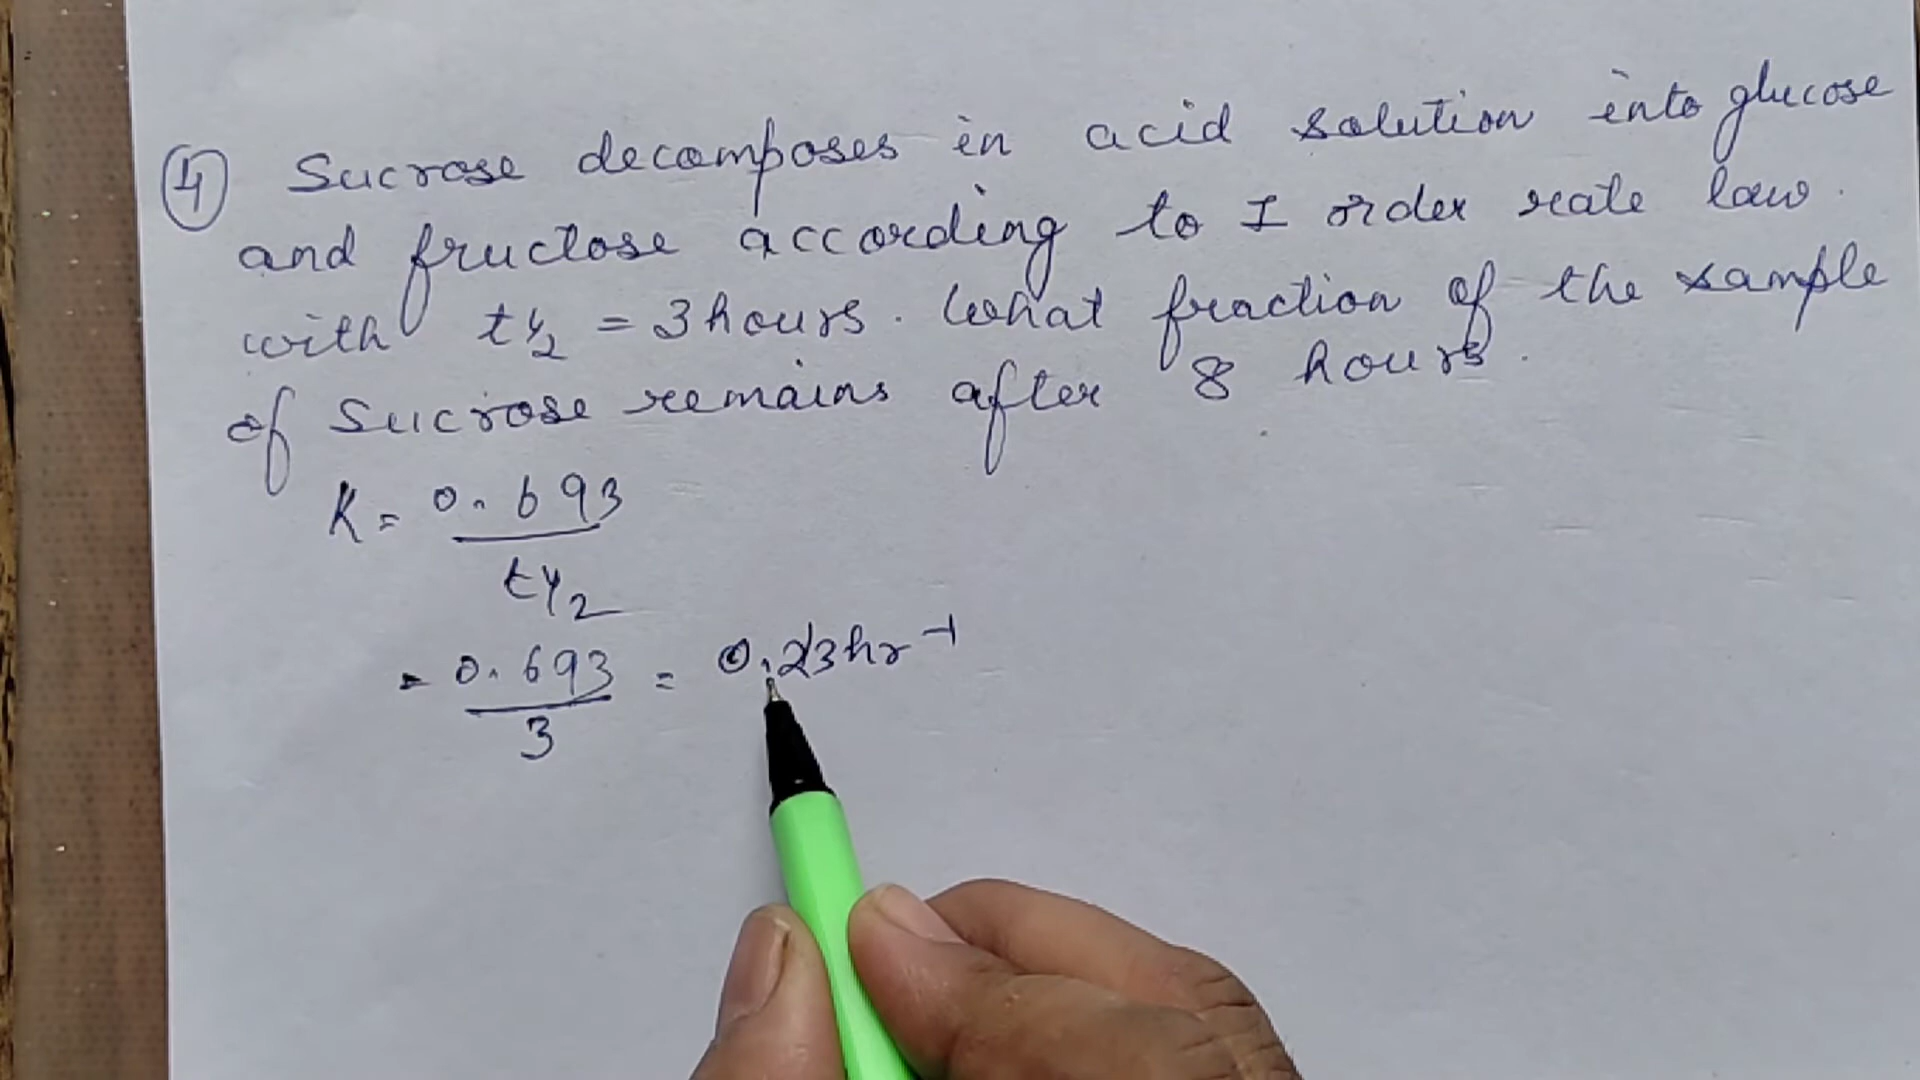 ④ Sucrose decomposes in acid solution into glucose
and fructose according to I order rate law.
with t1/2 = 3 hours. What fraction of the sample
of Sucrose remains after 8 hours.
K = 0.693
t1/2
= 0.693 = 0.23 hr⁻¹
3